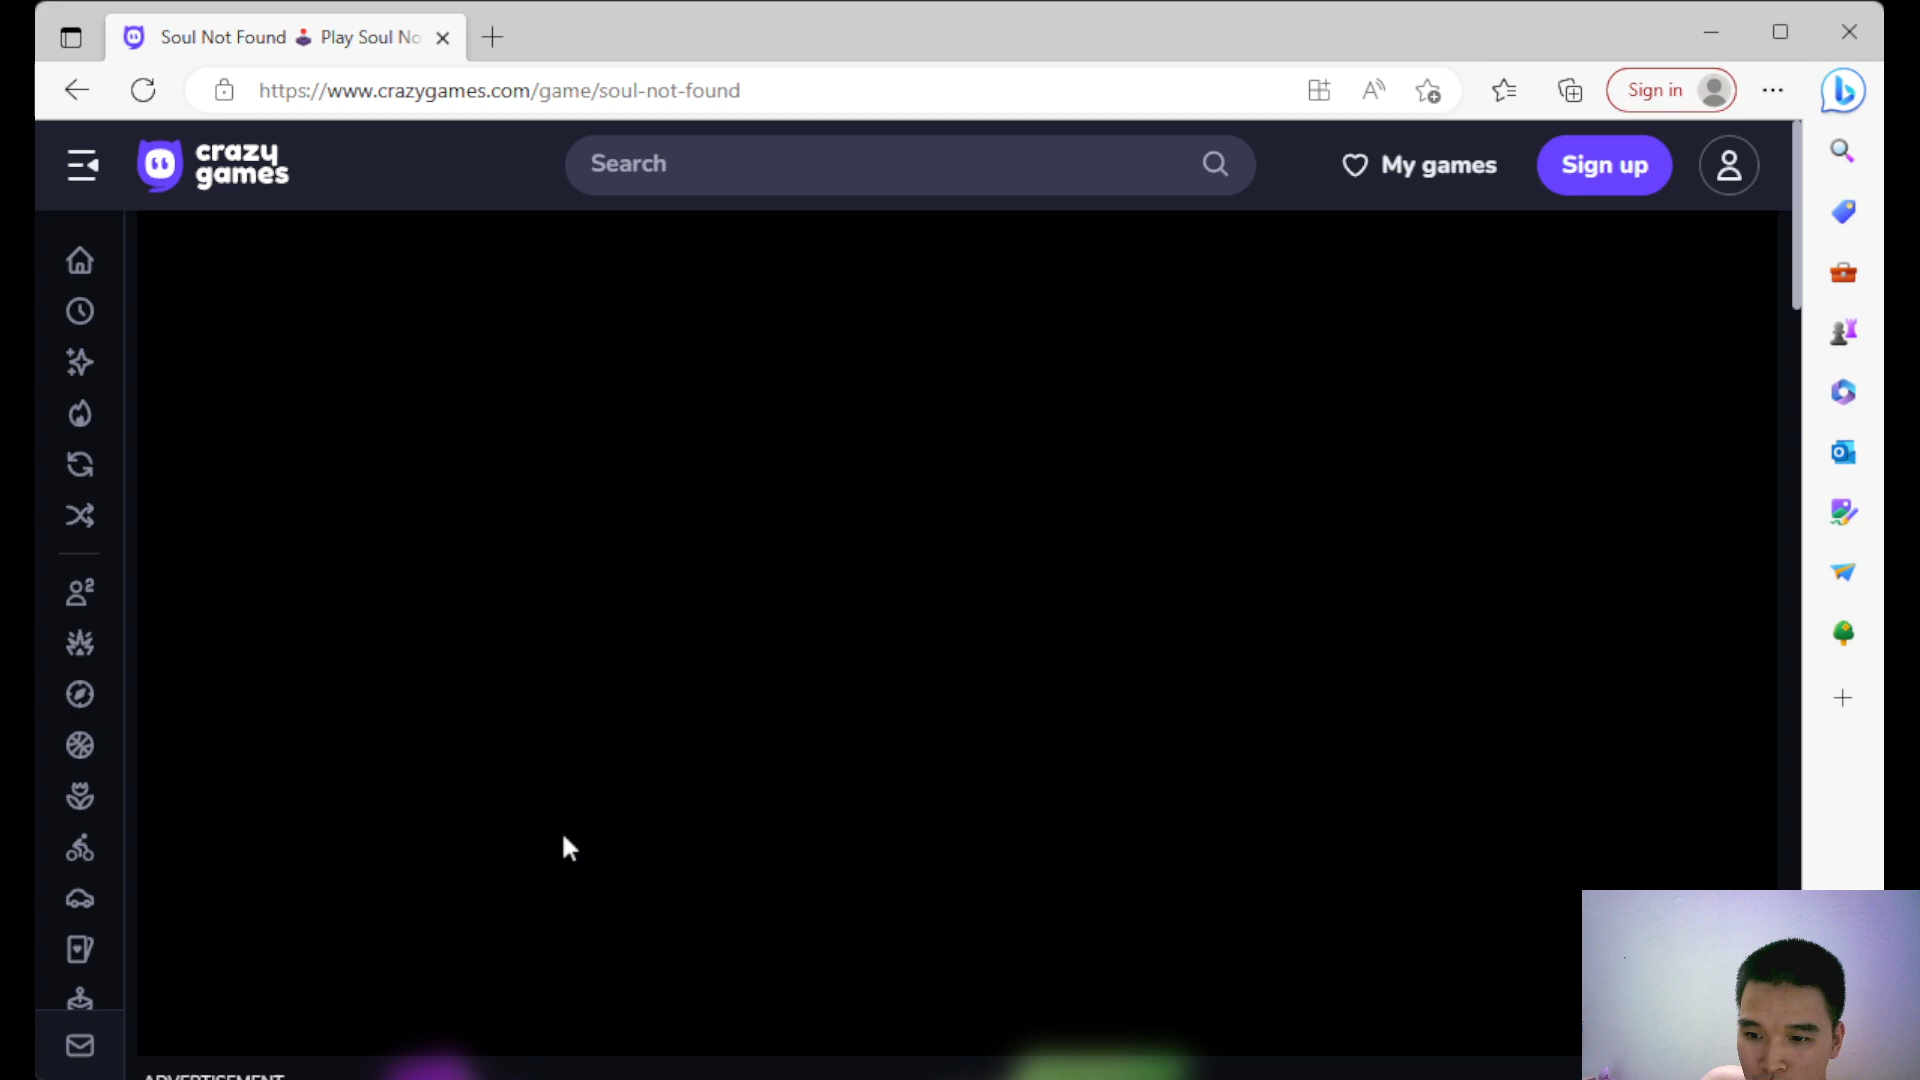 Soul Not Found 🕹️ Play Soul No
https://www.crazygames.com/game/soul-not-found
Sign in
crazy
games
Search
My games
Sign up
ADVERTISEMENT